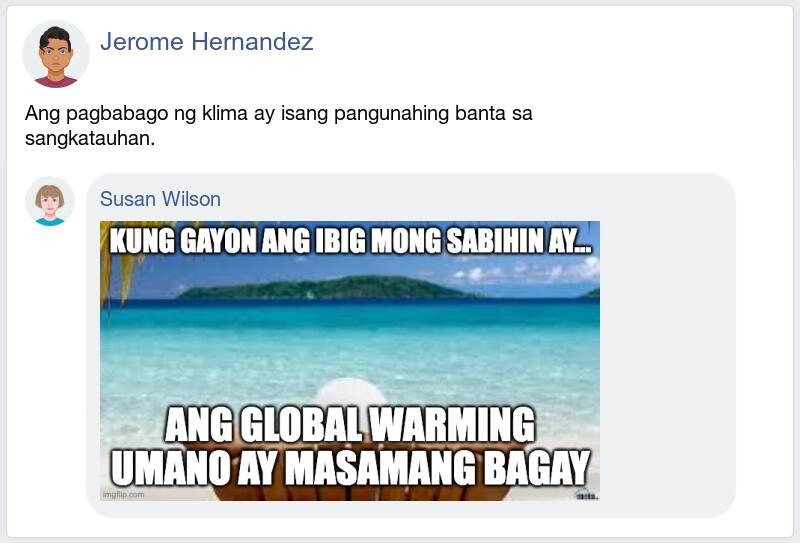 Jerome Hernandez
Ang pagbabago ng klima ay isang pangunahing banta sa
sangkatauhan.
Susan Wilson
KUNG GAYON ANG IBIG MONG SABIHIN AY...
ANG GLOBAL WARMING
UMANO AY MASAMANG BAGAY
imgflip.com